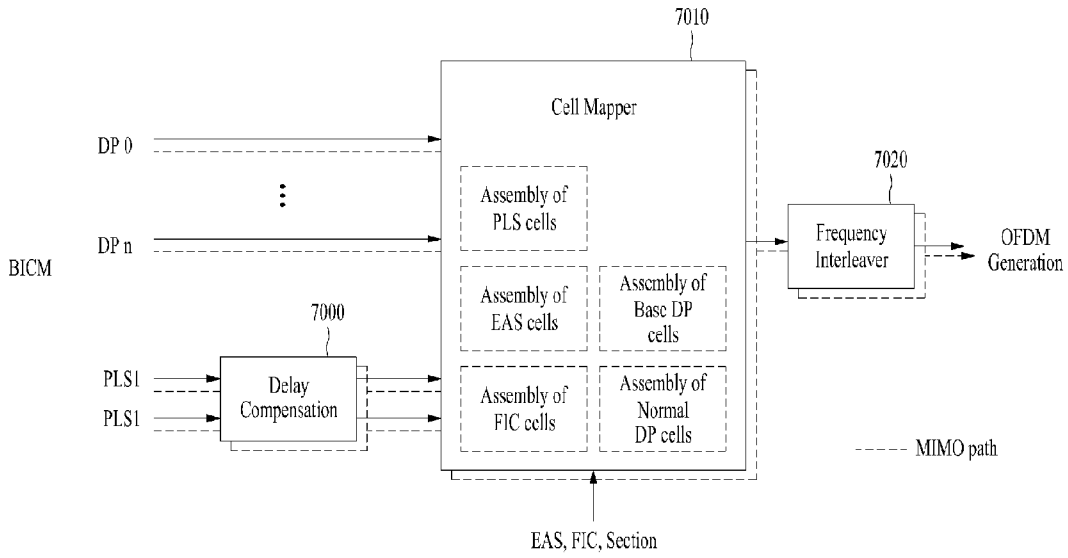 7010
Cell Mapper
DP 0
7020
Assembly of
PLS cells
Frequency
Interleaver
OFDM
Generation
DP n
BICM
Assembly of
EAS cells
Assembly of
Base DP
cells
7000
PLS1
Delay
Compensation
Assembly of
FIC cells
Assembly of
Normal
DP cells
PLS1
MIMO path
EAS, FIC, Section